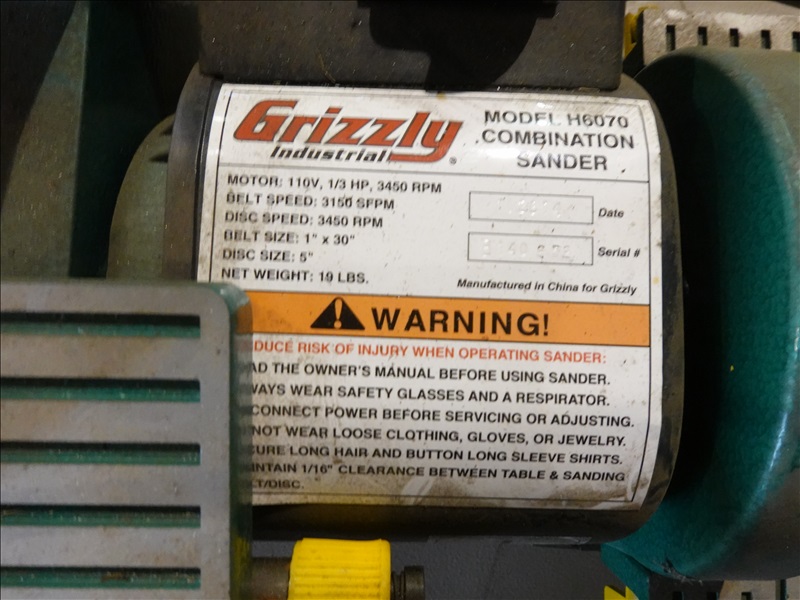 Grizzly
Industrial
®
MODEL H6070
COMBINATION
SANDER
MOTOR: 110V, 1/3 HP, 3450 RPM
BELT SPEED: 3150 SFPM
DISC SPEED: 3450 RPM
BELT SIZE: 1" x 30"
DISC SIZE: 5"
NET WEIGHT: 19 LBS.
Date
Serial #
Manufactured in China for Grizzly
WARNING!
DUCE RISK OF INJURY WHEN OPERATING SANDER:
AD THE OWNER'S MANUAL BEFORE USING SANDER.
WAYS WEAR SAFETY GLASSES AND A RESPIRATOR.
CONNECT POWER BEFORE SERVICING OR ADJUSTING.
NOT WEAR LOOSE CLOTHING, GLOVES, OR JEWELRY.
CURE LONG HAIR AND BUTTON LONG SLEEVE SHIRTS.
INTAIN 1/16" CLEARANCE BETWEEN TABLE & SANDING
LT/DISC.